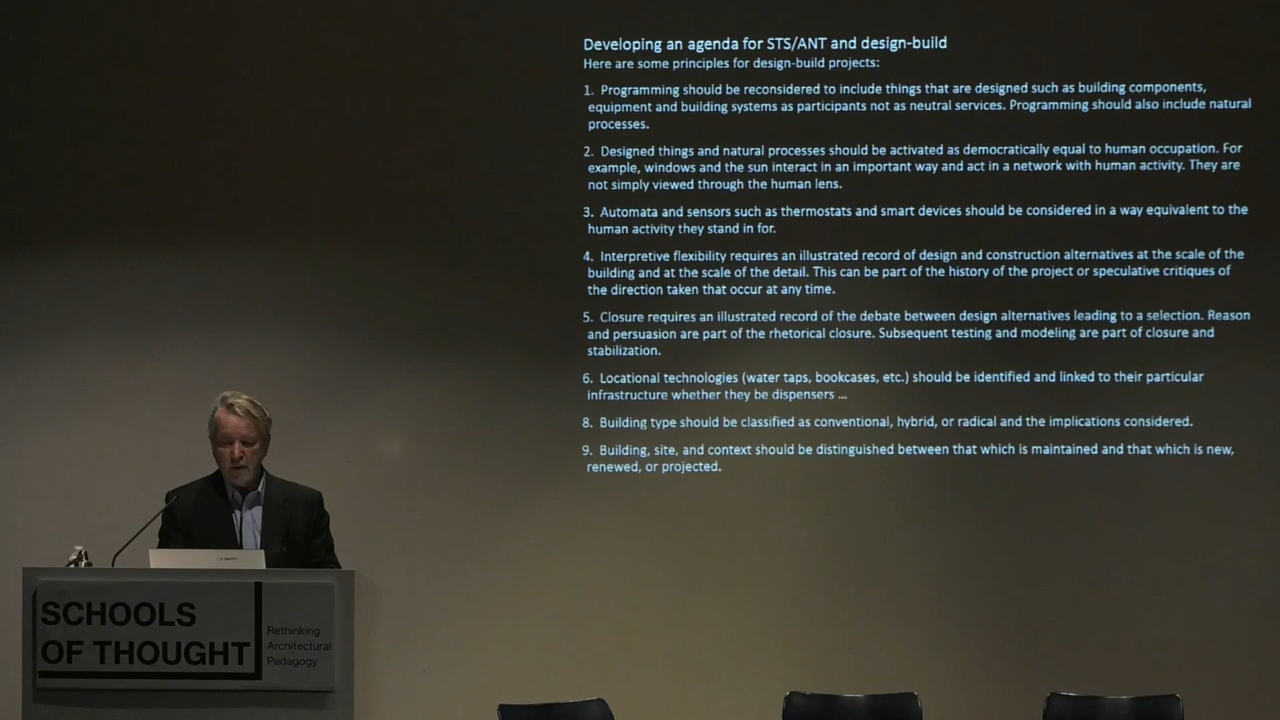 Developing an agenda for STS/ANT and design-build
Here are some principles for design-build projects:
1. Programming should be reconsidered to include things that are designed such as building components,
equipment and building systems as participants not as neutral services. Programming should also include natural
processes.
2. Designed things and natural processes should be activated as democratically equal to human occupation. For
example, windows and the sun interact in an important way and act in a network with human activity. They are
not simply viewed through the human lens.
3. Automata and sensors such as thermostats and smart devices should be considered in a way equivalent to the
human activity they stand in for.
4. Interpretive flexibility requires an illustrated record of design and construction alternatives at the scale of the
building and at the scale of the detail. This can be part of the history of the project or speculative critiques of
the direction taken that occur at any time.
5. Closure requires an illustrated record of the debate between design alternatives leading to a selection. Reason
and persuasion are part of the rhetorical closure. Subsequent testing and modeling are part of closure and
stabilization.
6. Locational technologies (water taps, bookcases, etc.) should be identified and linked to their particular
infrastructure whether they be dispensers ...
8. Building type should be classified as conventional, hybrid, or radical and the implications considered.
9. Building, site, and context should be distinguished between that which is maintained and that which is new,
renewed, or projected.
SCHOOLS
OF THOUGHT
Rethinking
Architectural
Pedagogy